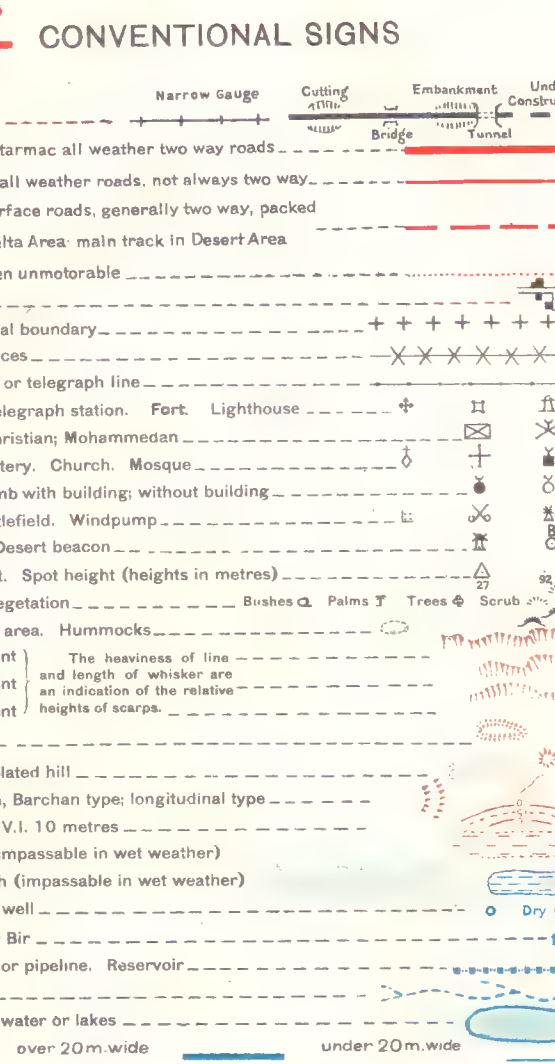 CONVENTIONAL SIGNS
Narrow Gauge Cutting Embankment Und
Constru
Bridge Tunnel
tarmac all weather two way roads
all weather roads, not always two way
rface roads, generally two way, packed
elta Area· main track in Desert Area
en unmotorable
al boundary
ces
or telegraph line
elegraph station. Fort. Lighthouse
hristian; Mohammedan
tery. Church. Mosque
mb with building; without building
tlefield. Windpump
B
Desert beacon
t. Spot height (heights in metres)
27 92
egetation Bushes Palms Trees Scrub
area. Hummocks
nt The heaviness of line
nt and length of whisker are
an indication of the relative
nt heights of scarps.
lated hill
, Barchan type; longitudinal type
V.I. 10 metres
impassable in wet weather)
h (impassable in wet weather)
well Dry
Bir
or pipeline. Reservoir
water or lakes
over 20m.wide under 20m.wide